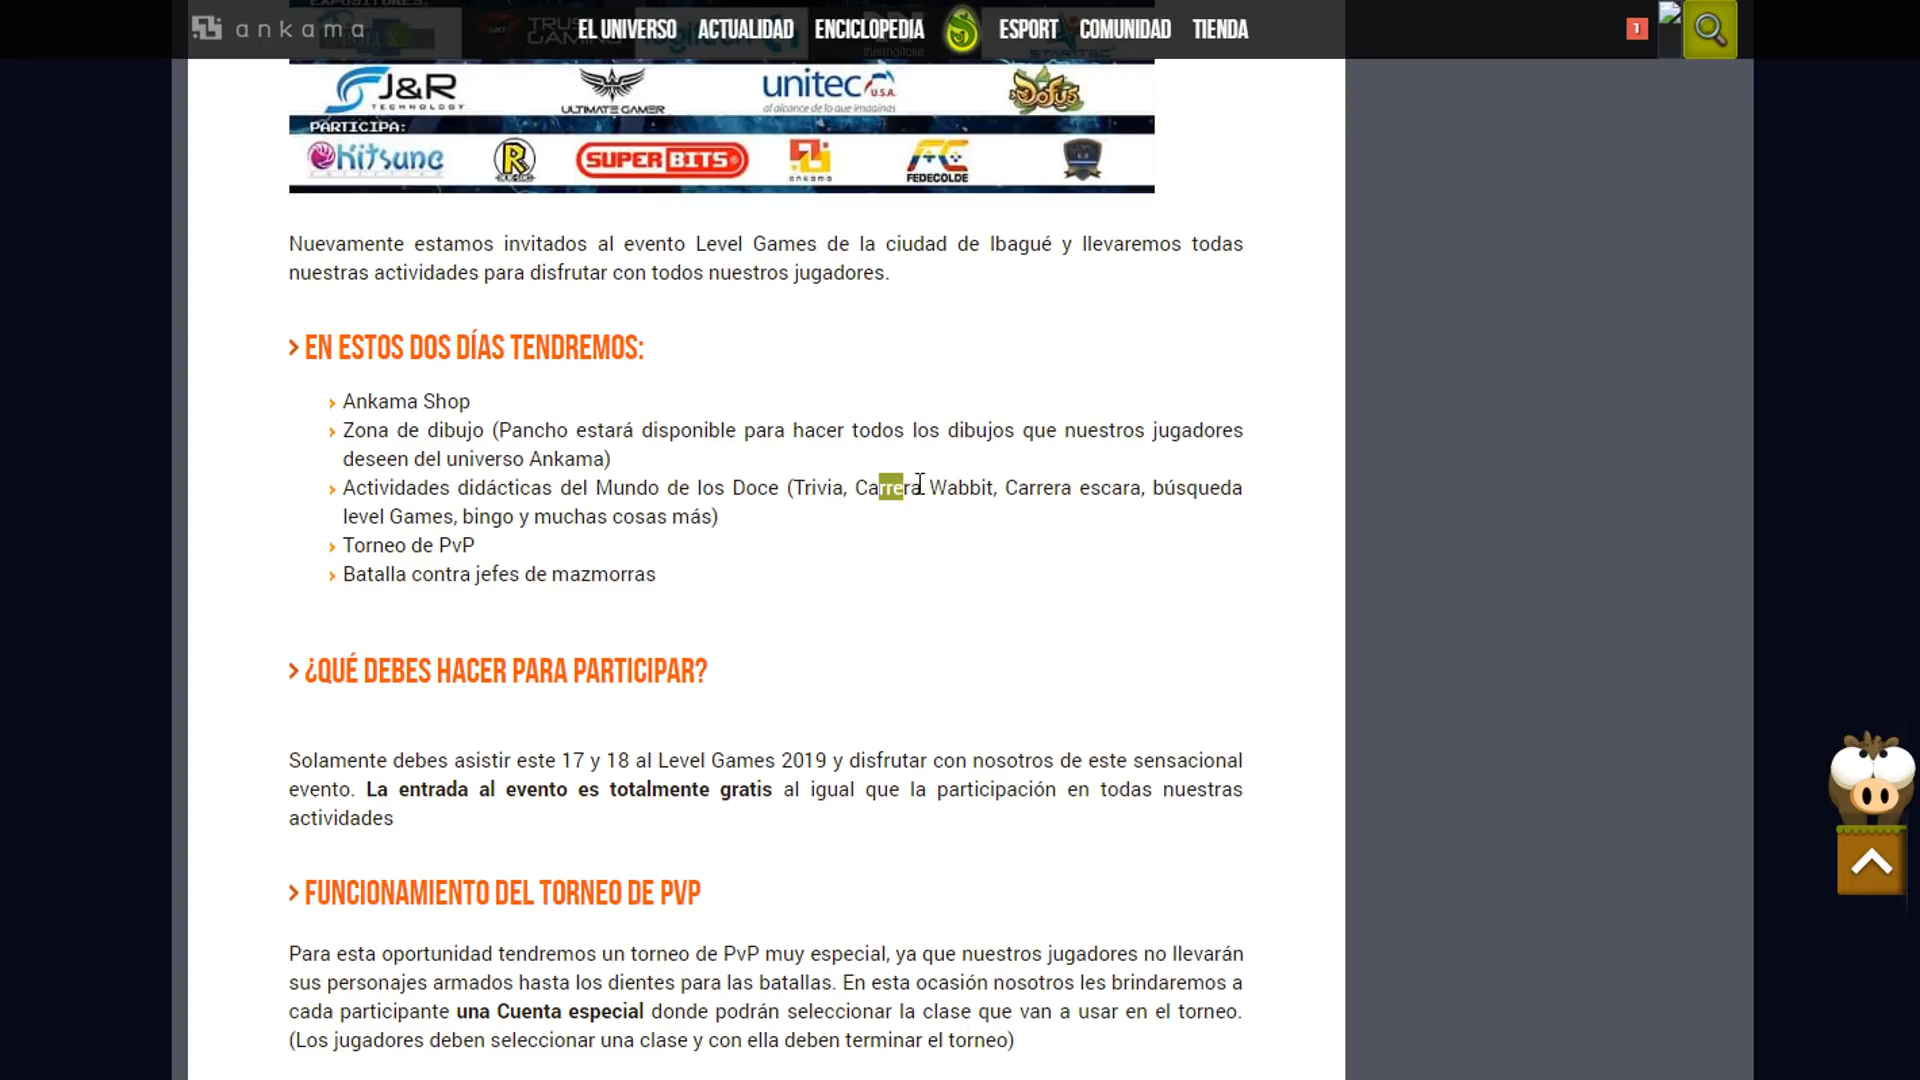 ankama EL UNIVERSO ACTUALIDAD ENCICLOPEDIA ESPORT COMUNIDAD TIENDA 1
J&R TECHNOLOGY ULTIMATE GAMER unitec U.S.A. al alcance de lo que imaginas DOFUS
PARTICIPA:
Kitsune R SUPER BITS ankama FC FEDECOLDE
Nuevamente estamos invitados al evento Level Games de la ciudad de Ibagué y llevaremos todas
nuestras actividades para disfrutar con todos nuestros jugadores.
> EN ESTOS DOS DÍAS TENDREMOS:
› Ankama Shop
› Zona de dibujo (Pancho estará disponible para hacer todos los dibujos que nuestros jugadores
deseen del universo Ankama)
› Actividades didácticas del Mundo de los Doce (Trivia, Carrera Wabbit, Carrera escara, búsqueda
level Games, bingo y muchas cosas más)
› Torneo de PvP
› Batalla contra jefes de mazmorras
> ¿QUÉ DEBES HACER PARA PARTICIPAR?
Solamente debes asistir este 17 y 18 al Level Games 2019 y disfrutar con nosotros de este sensacional
evento. La entrada al evento es totalmente gratis al igual que la participación en todas nuestras
actividades
> FUNCIONAMIENTO DEL TORNEO DE PVP
Para esta oportunidad tendremos un torneo de PvP muy especial, ya que nuestros jugadores no llevarán
sus personajes armados hasta los dientes para las batallas. En esta ocasión nosotros les brindaremos a
cada participante una Cuenta especial donde podrán seleccionar la clase que van a usar en el torneo.
(Los jugadores deben seleccionar una clase y con ella deben terminar el torneo)